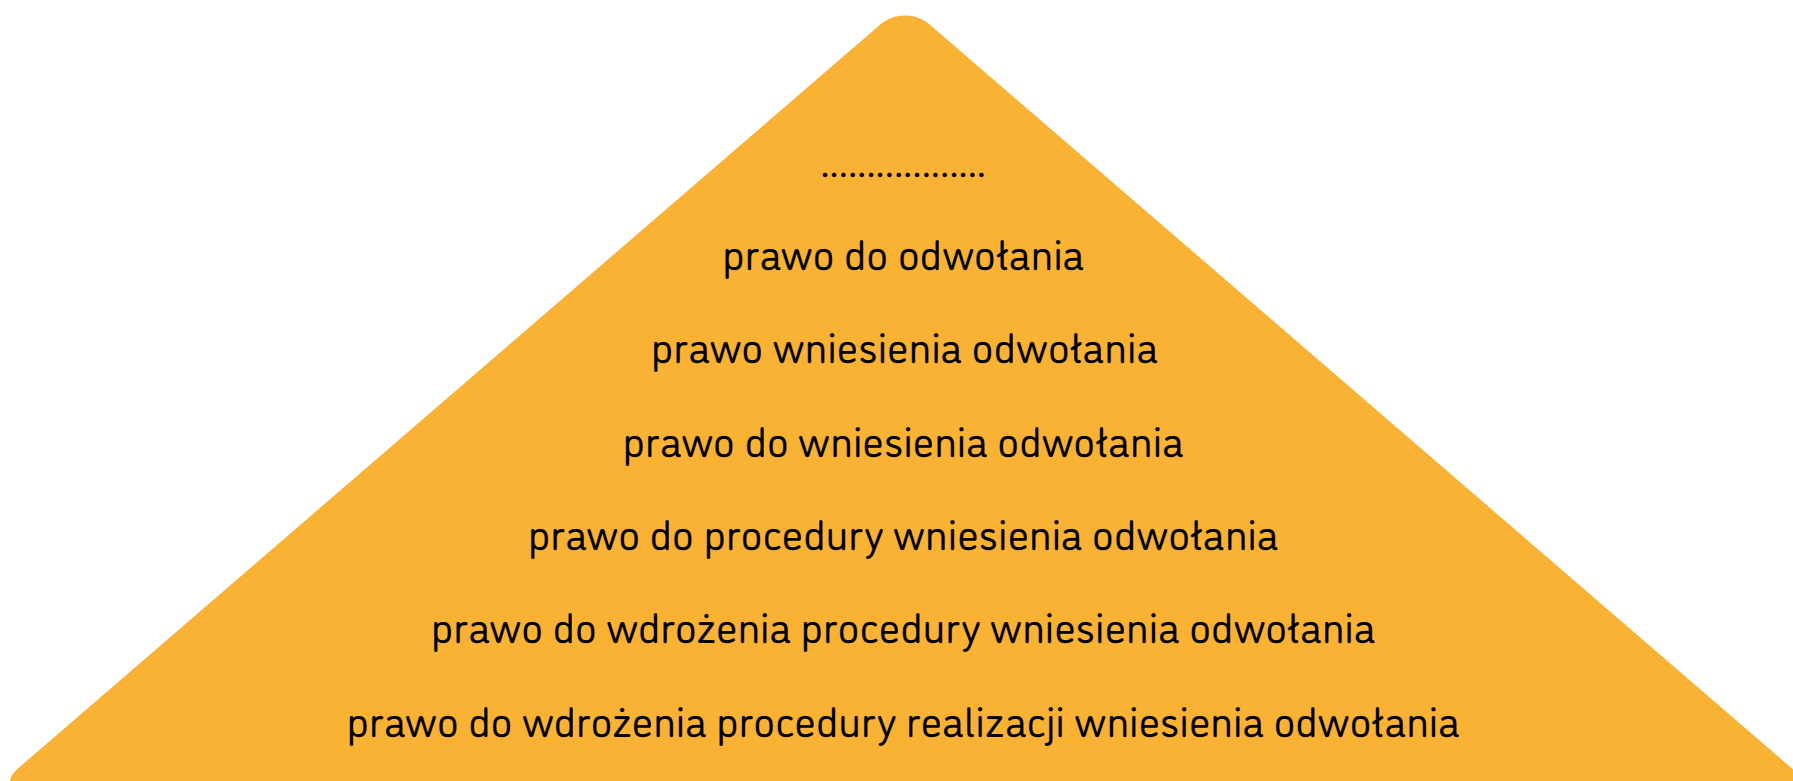 ..................
prawo do odwołania
prawo wniesienia odwołania
prawo do wniesienia odwołania
prawo do procedury wniesienia odwołania
prawo do wdrożenia procedury wniesienia odwołania
prawo do wdrożenia procedury realizacji wniesienia odwołania